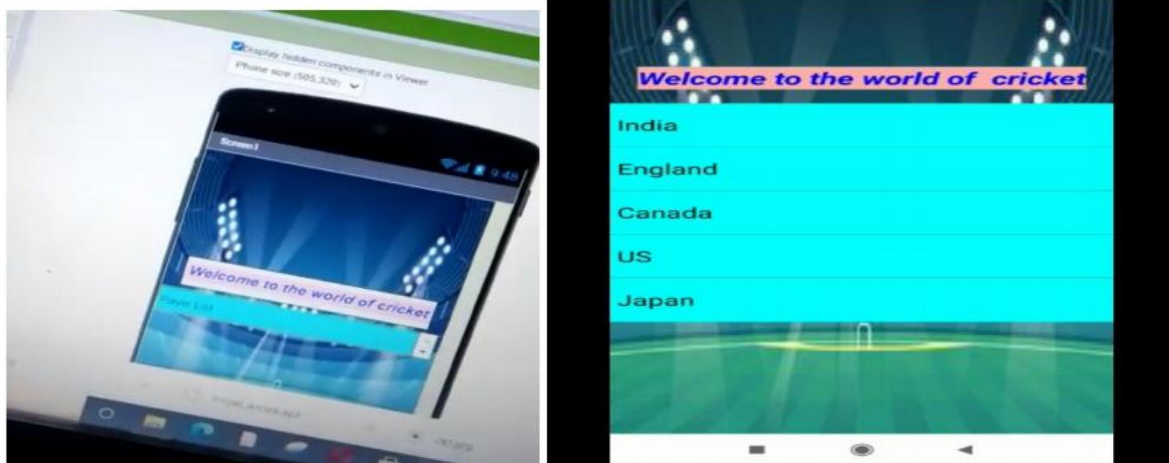 Display hidden components in Viewer
Phone size (505,320)
Screen1
9:48
Welcome to the world of cricket
Player List
Welcome to the world of cricket
India
England
Canada
US
Japan